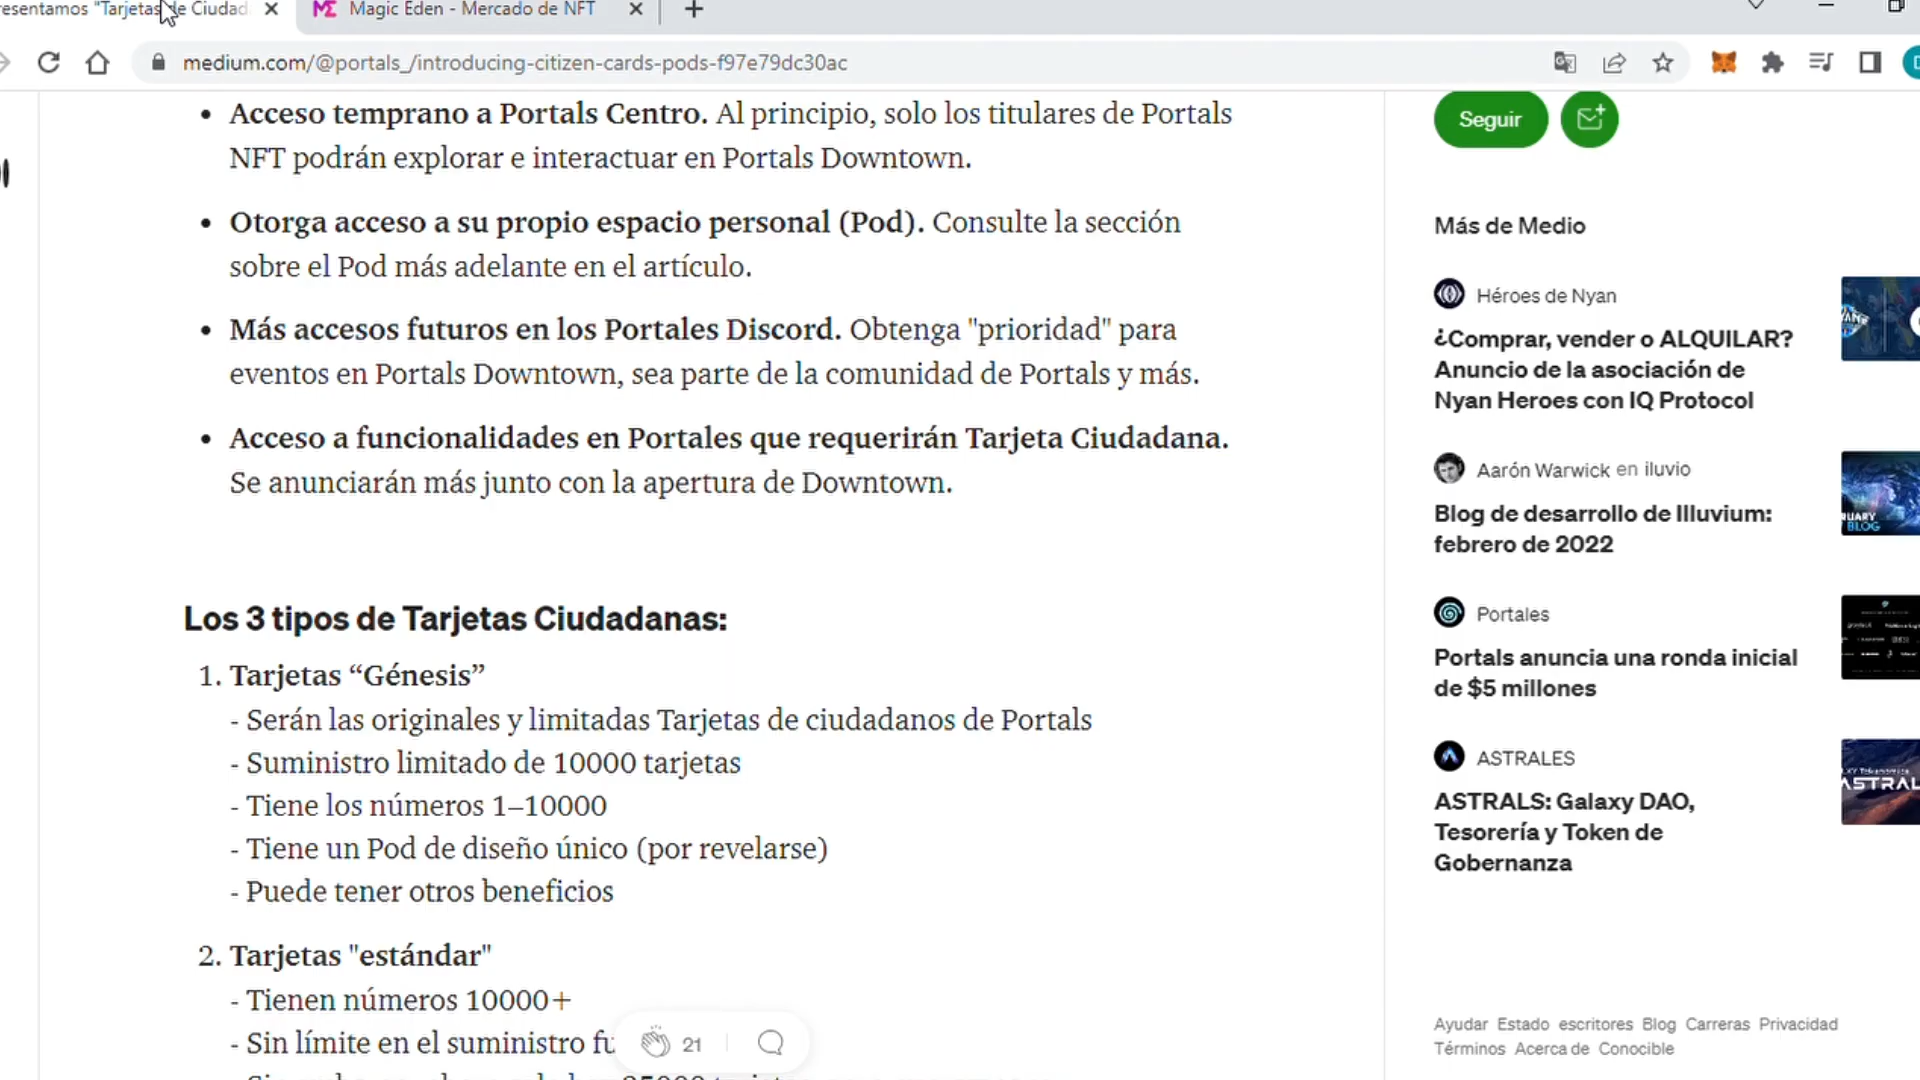 Ciudad
Magic Eden - Mercado de NFT
medium.com/@portals_/introducing-citizen-cards-pods-f97e79dc30ac
• Acceso temprano a Portals Centro. Al principio, solo los titulares de Portals
NFT podrán explorar e interactuar en Portals Downtown.
• Otorga acceso a su propio espacio personal (Pod). Consulte la sección
sobre el Pod más adelante en el artículo.
• Más accesos futuros en los Portales Discord. Obtenga "prioridad" para
eventos en Portals Downtown, sea parte de la comunidad de Portals y más.
• Acceso a funcionalidades en Portales que requerirán Tarjeta Ciudadana.
Se anunciarán más junto con la apertura de Downtown.
Los 3 tipos de Tarjetas Ciudadanas:
1. Tarjetas “Génesis”
- Serán las originales y limitadas Tarjetas de ciudadanos de Portals
- Suministro limitado de 10000 tarjetas
- Tiene los números 1–10000
- Tiene un Pod de diseño único (por revelarse)
- Puede tener otros beneficios
2. Tarjetas "estándar"
- Tienen números 10000+
- Sin límite en el suministro
21
Seguir
Más de Medio
Héroes de Nyan
¿Comprar, vender o ALQUILAR?
Anuncio de la asociación de
Nyan Heroes con IQ Protocol
Aarón Warwick en iluvio
Blog de desarrollo de Illuvium:
febrero de 2022
BLOG
Portales
Portals anuncia una ronda inicial
de $5 millones
ASTRALES
ASTRALS: Galaxy DAO,
Tesorería y Token de
Gobernanza
Ayudar Estado escritores Blog Carreras Privacidad
Términos Acerca de Conocible